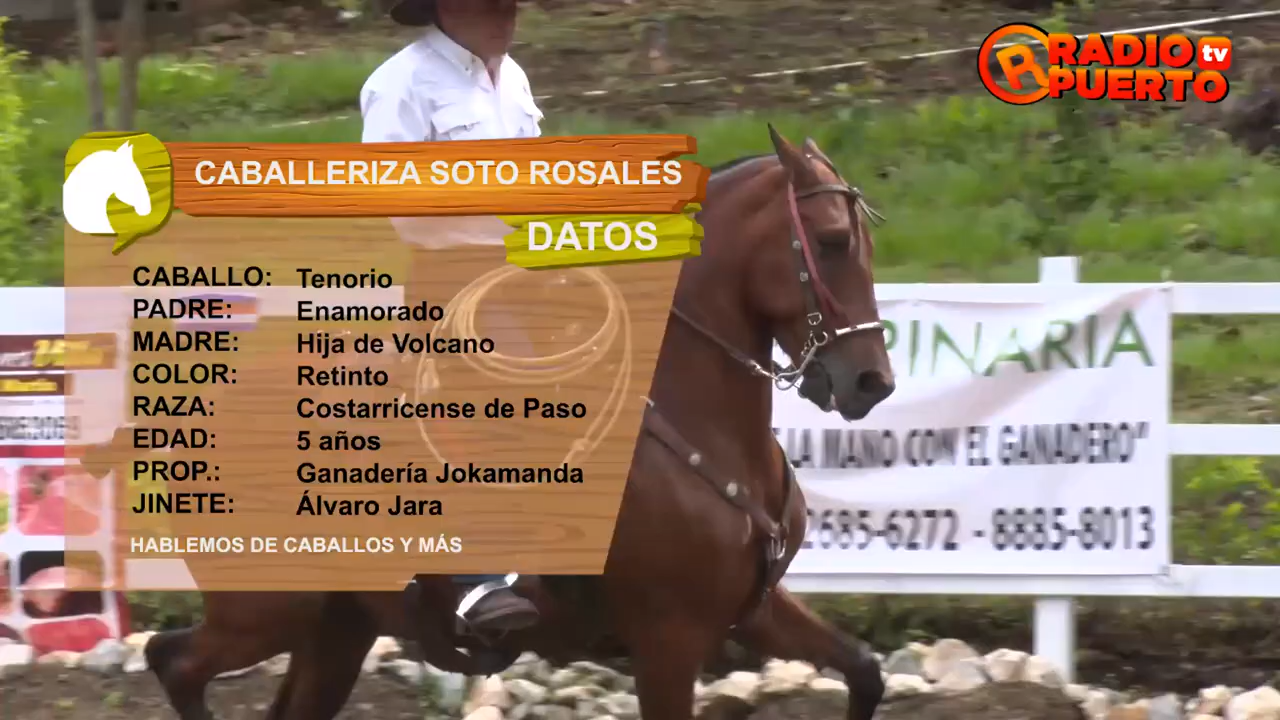 RADIO tv
PUERTO
CABALLERIZA SOTO ROSALES
DATOS
CABALLO: Tenorio
PADRE: Enamorado
MADRE: Hija de Volcano
COLOR: Retinto
RAZA: Costarricense de Paso
EDAD: 5 años
PROP.: Ganadería Jokamanda
JINETE: Álvaro Jara
HABLEMOS DE CABALLOS Y MÁS
PINARIA
LA MANO CON EL GANADERO"
2685-6272 - 8885-8013